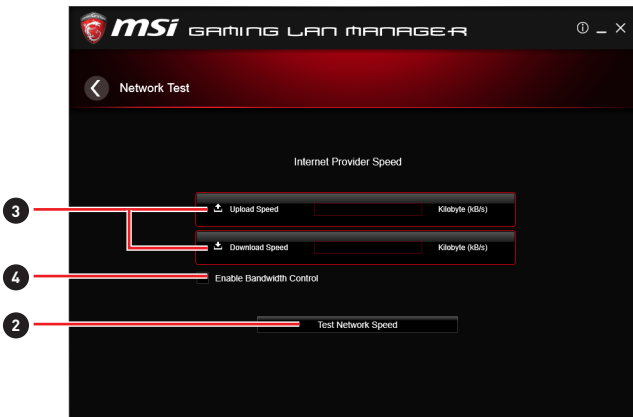 msi GAMING LAN MANAGER
Network Test
Internet Provider Speed
3
Upload Speed Kilobyte (kB/s)
Download Speed Kilobyte (kB/s)
4
Enable Bandwidth Control
2
Test Network Speed